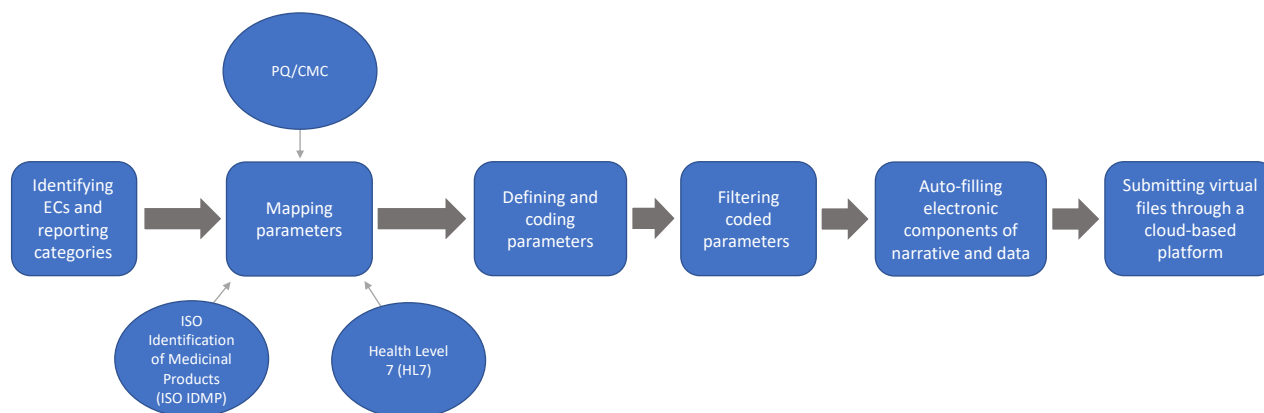 PQ/CMC
Identifying
ECs and
reporting
categories
Mapping
parameters
Defining and
coding
parameters
Filtering
coded
parameters
Auto-filling
electronic
components of
narrative and data
Submitting virtual
files through a
cloud-based
platform
ISO
Identification
of Medicinal
Products
(ISO IDMP)
Health Level
7 (HL7)